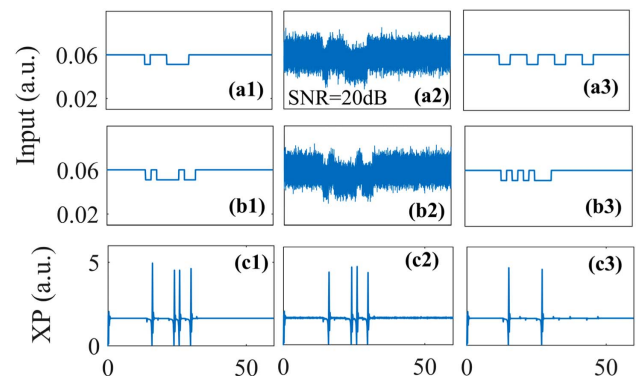 Input (a.u.)
0.06
0.02
(a1)
SNR=20dB
(a2)
(a3)
0.06
0.02
(b1)
(b2)
(b3)
XP (a.u.)
5
0
(c1)
(c2)
(c3)
0 50 0 50 0 50